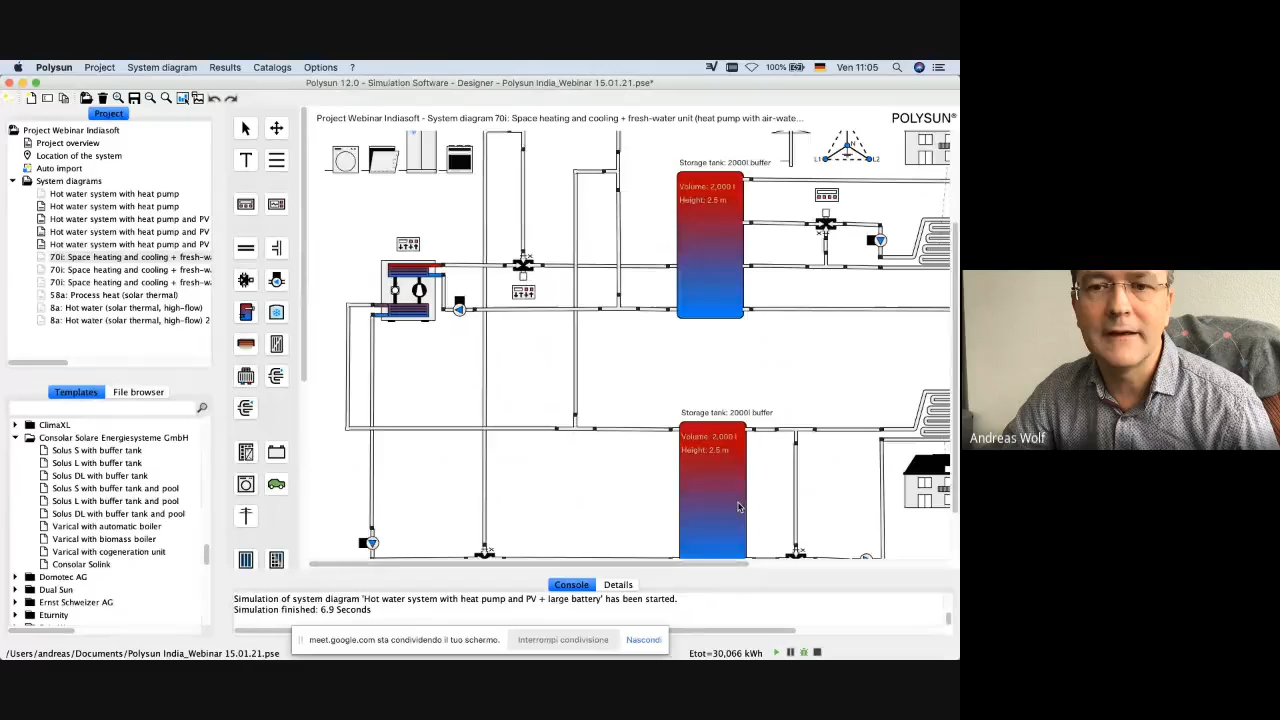 Polysun Project System diagram Results Catalogs Options ? 100% Ven 11:05
Polysun 12.0 - Simulation Software - Designer - Polysun India_Webinar 15.01.21.pse*
Project
Project Webinar Indiasoft
Project overview
Location of the system
Auto import
System diagrams
Hot water system with heat pump
Hot water system with heat pump
Hot water system with heat pump and PV
Hot water system with heat pump and PV
Hot water system with heat pump and PV
70i: Space heating and cooling + fresh-wa
70i: Space heating and cooling + fresh-wa
70i: Space heating and cooling + fresh-wa
58a: Process heat (solar thermal)
8a: Hot water (solar thermal, high-flow)
8a: Hot water (solar thermal, high-flow) 2
Templates File browser
ClimaXL
Consolar Solare Energiesysteme GmbH
Solus S with buffer tank
Solus L with buffer tank
Solus DL with buffer tank
Solus S with buffer tank and pool
Solus L with buffer tank and pool
Solus DL with buffer tank and pool
Varical with automatic boiler
Varical with biomass boiler
Varical with cogeneration unit
Consolar Solink
Domotec AG
Dual Sun
Ernst Schweizer AG
Eturnity
Project Webinar Indiasoft - System diagram 70i: Space heating and cooling + fresh-water unit (heat pump with air-wate...
POLYSUN®
N
L1 L2
Storage tank: 2000l buffer
Volume: 2,000 l
Height: 2.5 m
Storage tank: 2000l buffer
Volume: 2,000 l
Height: 2.5 m
Console Details
Simulation of system diagram 'Hot water system with heat pump and PV + large battery' has been started.
Simulation finished: 6.9 Seconds
meet.google.com sta condividendo il tuo schermo. Interrompi condivisione Nascondi
/Users/andreas/Documents/Polysun India_Webinar 15.01.21.pse
Etot=30,066 kWh
Andreas Wolf